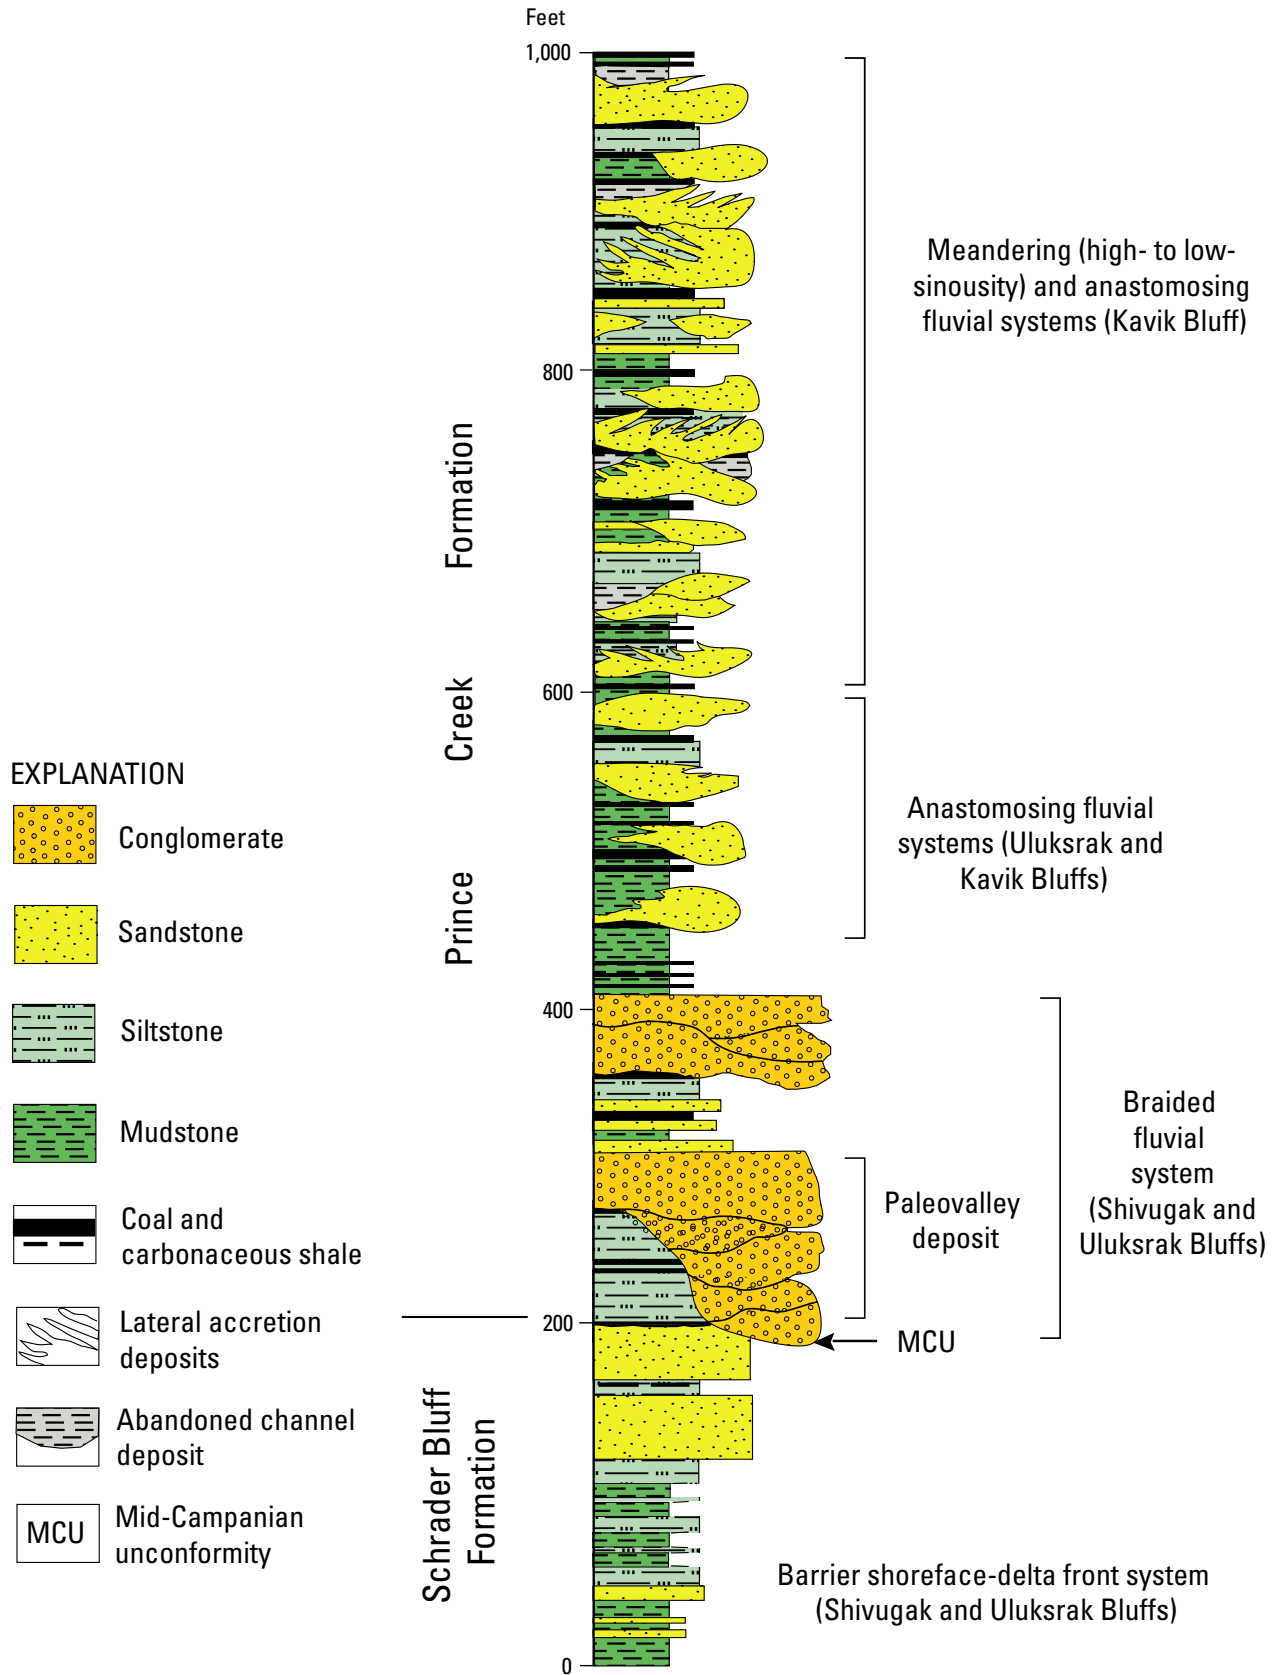 Feet
1,000
800
600
400
200
0
Formation
Creek
Prince
Schrader Bluff
Formation
Meandering (high- to low-
sinousity) and anastomosing
fluvial systems (Kavik Bluff)
Anastomosing fluvial
systems (Uluksrak and
Kavik Bluffs)
Braided
fluvial
system
(Shivugak and
Uluksrak Bluffs)
Paleovalley
deposit
MCU
Barrier shoreface-delta front system
(Shivugak and Uluksrak Bluffs)
EXPLANATION
Conglomerate
Sandstone
Siltstone
Mudstone
Coal and
carbonaceous shale
Lateral accretion
deposits
Abandoned channel
deposit
MCU
Mid-Campanian
unconformity